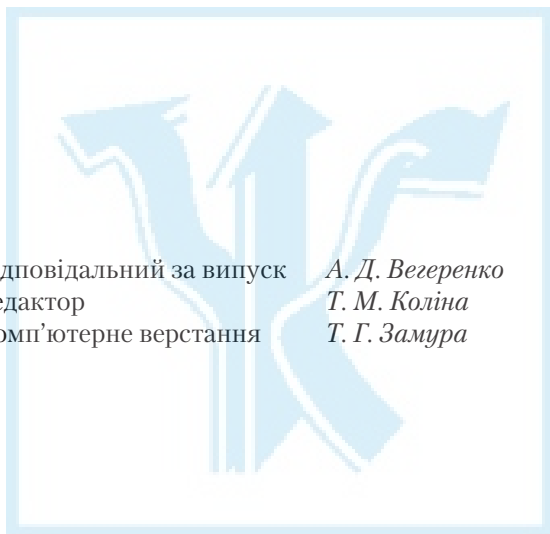 дповідальний за випуск А. Д. Вегеренко
едактор Т. М. Коліна
омп'ютерне верстання Т. Г. Замура